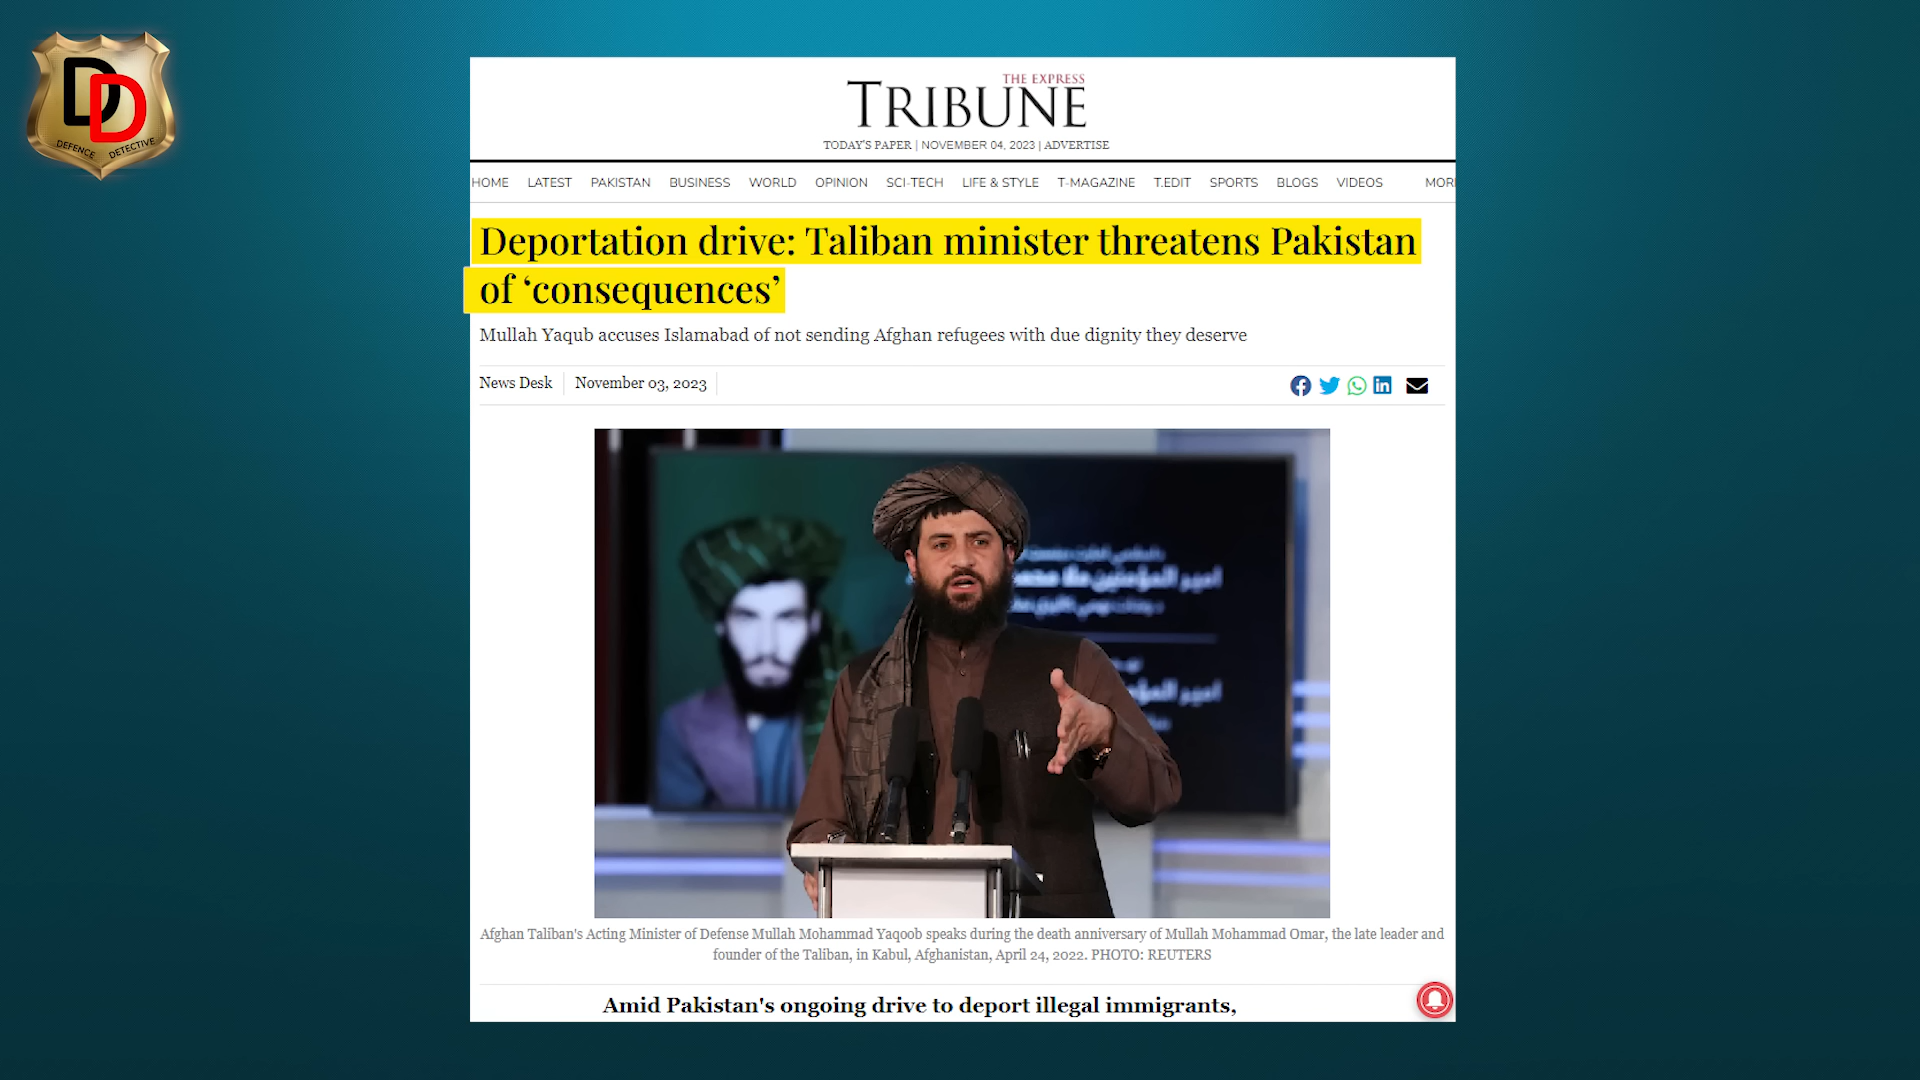 DD
DEFENCE DETECTIVE
THE EXPRESS
TRIBUNE
TODAY'S PAPER | NOVEMBER 04, 2023 | ADVERTISE
HOME LATEST PAKISTAN BUSINESS WORLD OPINION SCI-TECH LIFE & STYLE T-MAGAZINE T.EDIT SPORTS BLOGS VIDEOS
Deportation drive: Taliban minister threatens Pakistan
of ‘consequences’
Mullah Yaqub accuses Islamabad of not sending Afghan refugees with due dignity they deserve
News Desk November 03, 2023
امیر المؤمنین ملا محمد
Afghan Taliban's Acting Minister of Defense Mullah Mohammad Yaqoob speaks during the death anniversary of Mullah Mohammad Omar, the late leader and
founder of the Taliban, in Kabul, Afghanistan, April 24, 2022. PHOTO: REUTERS
Amid Pakistan's ongoing drive to deport illegal immigrants,